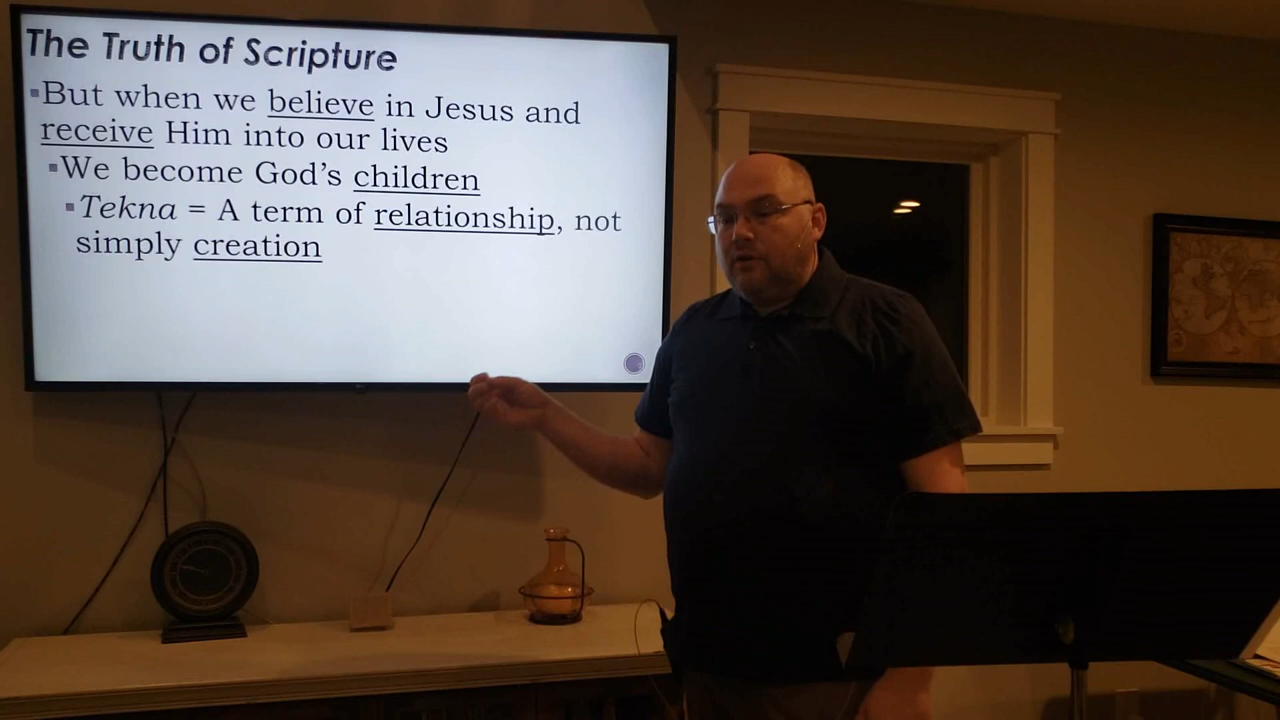 The Truth of Scripture
▪But when we believe in Jesus and
receive Him into our lives
▪We become God's children
▪Tekna = A term of relationship, not
simply creation